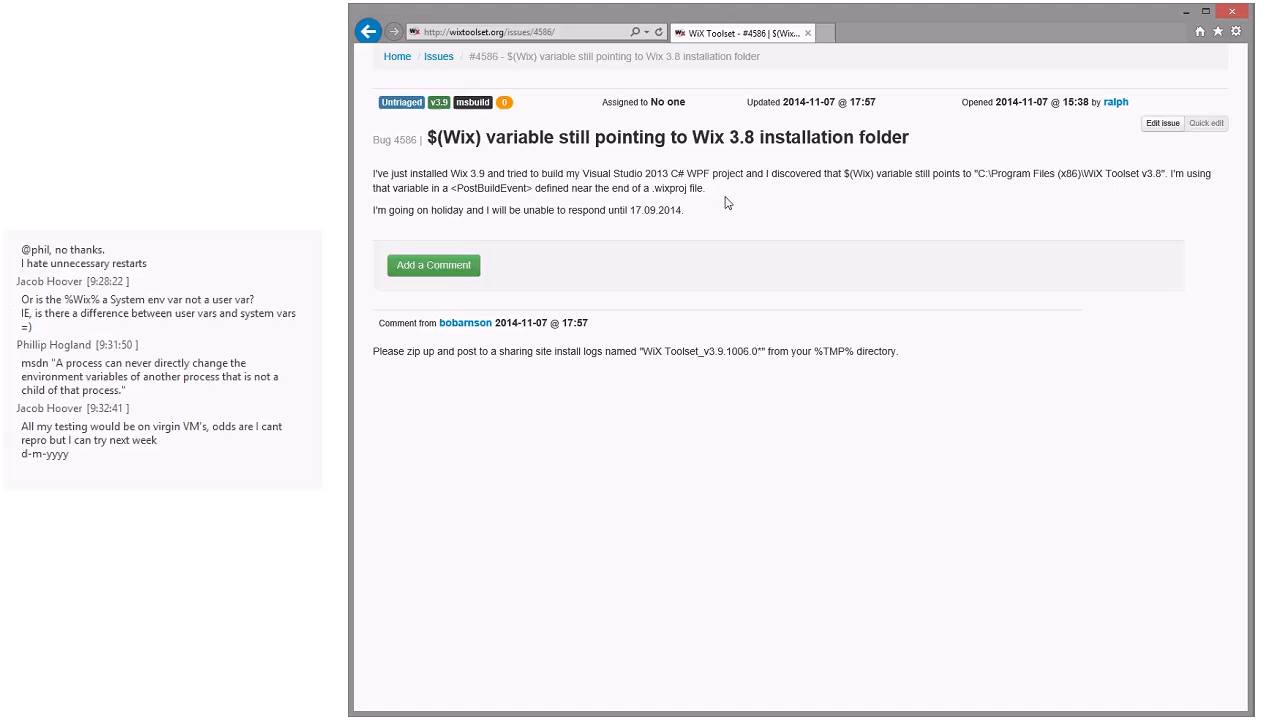 @phil, no thanks.
I hate unnecessary restarts
Jacob Hoover [9:28:22 ]
Or is the %Wix% a System env var not a user var?
IE, is there a difference between user vars and system vars
=)
Phillip Hogland [9:31:50 ]
msdn "A process can never directly change the
environment variables of another process that is not a
child of that process."
Jacob Hoover [9:32:41 ]
All my testing would be on virgin VM's, odds are I cant
repro but I can try next week
d-m-yyyy
http://wixtoolset.org/issues/4586/
WiX Toolset - #4586 | $(Wix...
Home / Issues / #4586 - $(Wix) variable still pointing to Wix 3.8 installation folder
Untriaged v3.9 msbuild 0 Assigned to No one Updated 2014-11-07 @ 17:57 Opened 2014-11-07 @ 15:38 by ralph
Edit issue Quick edit
Bug 4586 | $(Wix) variable still pointing to Wix 3.8 installation folder
I've just installed Wix 3.9 and tried to build my Visual Studio 2013 C# WPF project and I discovered that $(Wix) variable still points to "C:\Program Files (x86)\WiX Toolset v3.8". I'm using
that variable in a <PostBuildEvent> defined near the end of a .wixproj file.
I'm going on holiday and I will be unable to respond until 17.09.2014.
Add a Comment
Comment from bobarnson 2014-11-07 @ 17:57
Please zip up and post to a sharing site install logs named "WiX Toolset_v3.9.1006.0*" from your %TMP% directory.